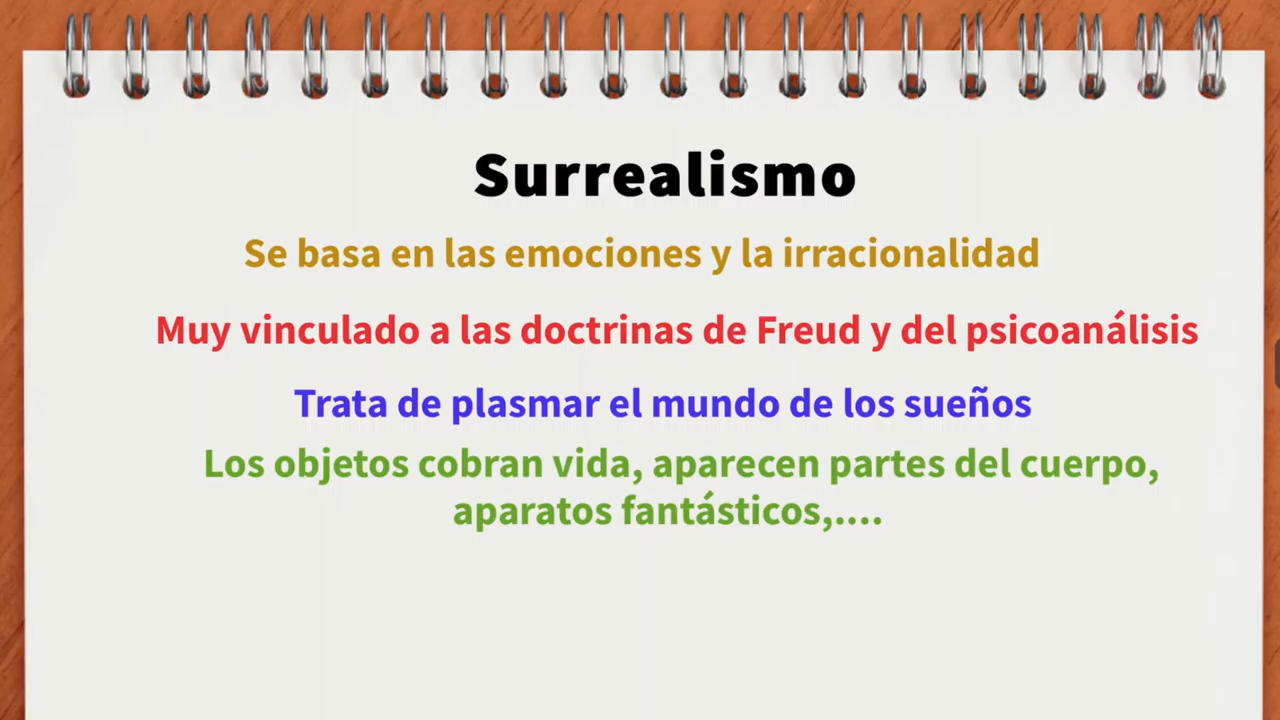 Surrealismo
Se basa en las emociones y la irracionalidad
Muy vinculado a las doctrinas de Freud y del psicoanálisis
Trata de plasmar el mundo de los sueños
Los objetos cobran vida, aparecen partes del cuerpo,
aparatos fantásticos,....